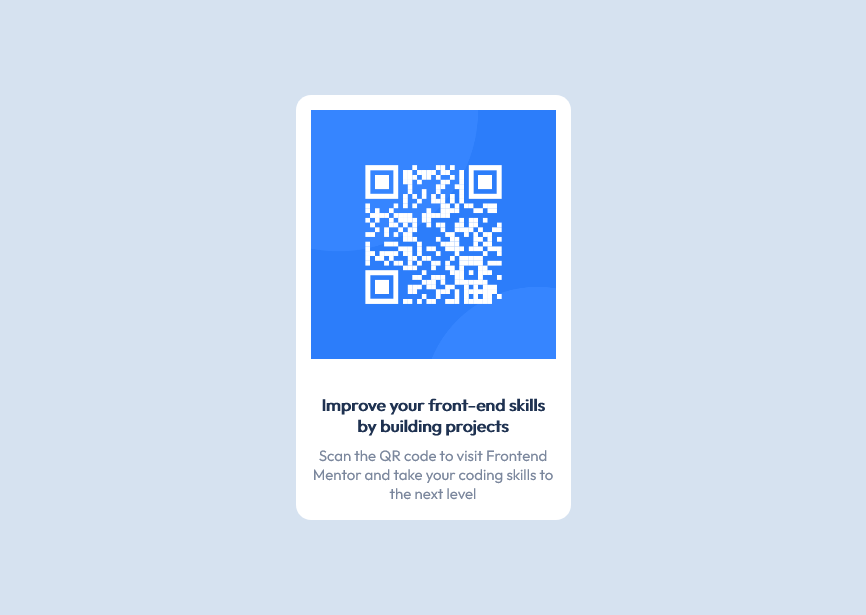 Improve your front-end skills
by building projects
Scan the QR code to visit Frontend
Mentor and take your coding skills to
the next level